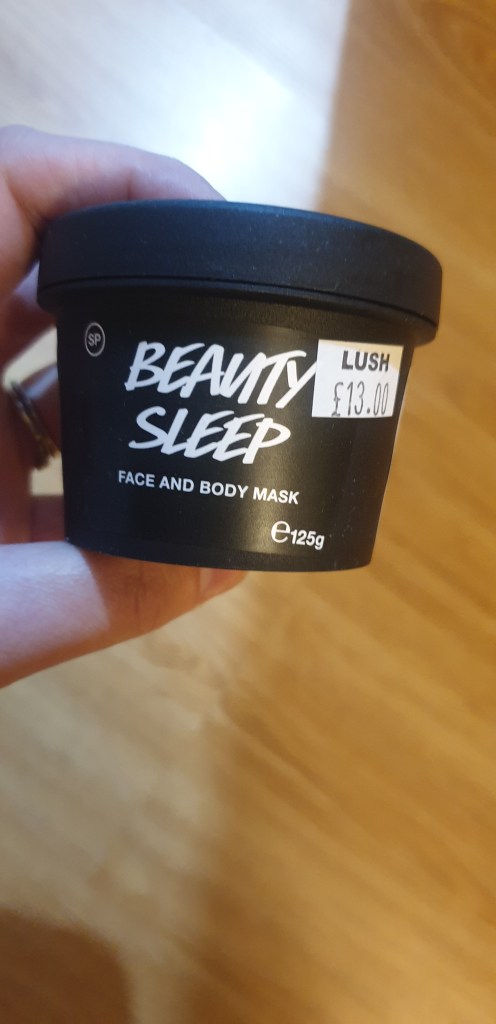 SP
BEAUTY
SLEEP
LUSH
£13.00
FACE AND BODY MASK
℮125g